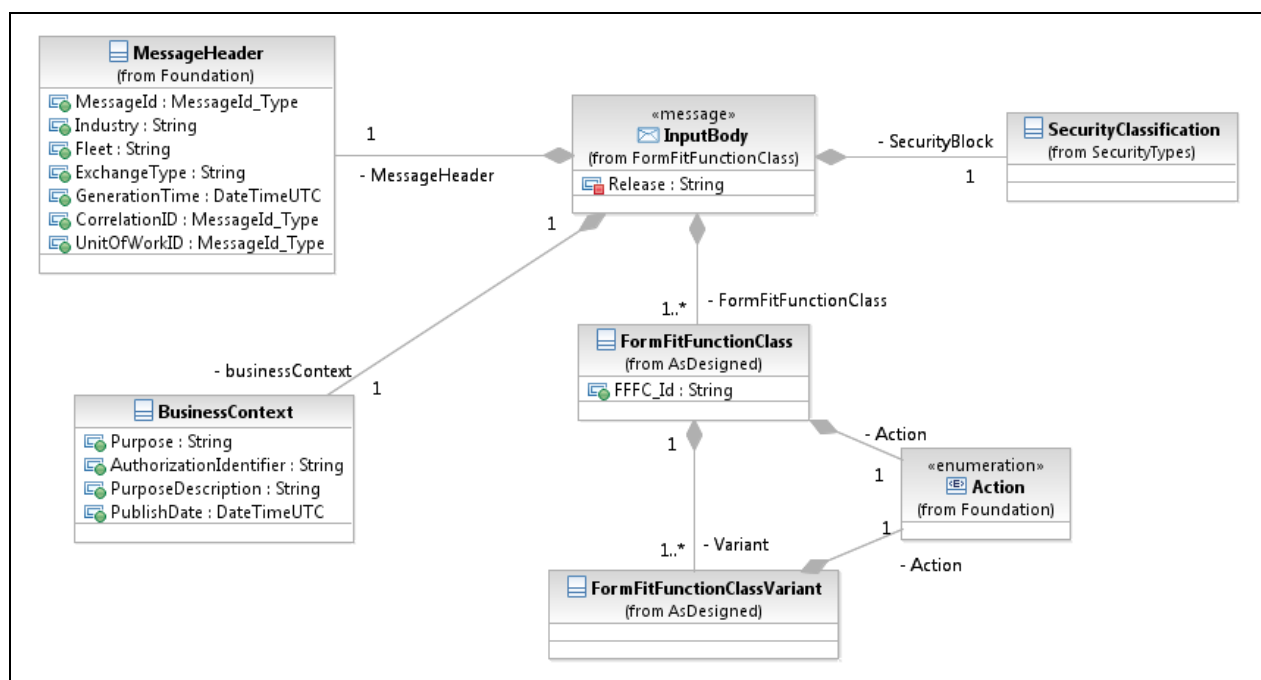 MessageHeader
(from Foundation)
MessageId : MessageId_Type
Industry : String
Fleet : String
ExchangeType : String
GenerationTime : DateTimeUTC
CorrelationID : MessageId_Type
UnitOfWorkID : MessageId_Type
1
- MessageHeader
«message»
InputBody
(from FormFitFunctionClass)
Release : String
- SecurityBlock
1
SecurityClassification
(from SecurityTypes)
1
- businessContext
1
BusinessContext
Purpose : String
AuthorizationIdentifier : String
PurposeDescription : String
PublishDate : DateTimeUTC
1..*
- FormFitFunctionClass
FormFitFunctionClass
(from AsDesigned)
FFFC_Id : String
1
- Action
1
«enumeration»
<E> Action
(from Foundation)
1
- Action
1..*
- Variant
FormFitFunctionClassVariant
(from AsDesigned)